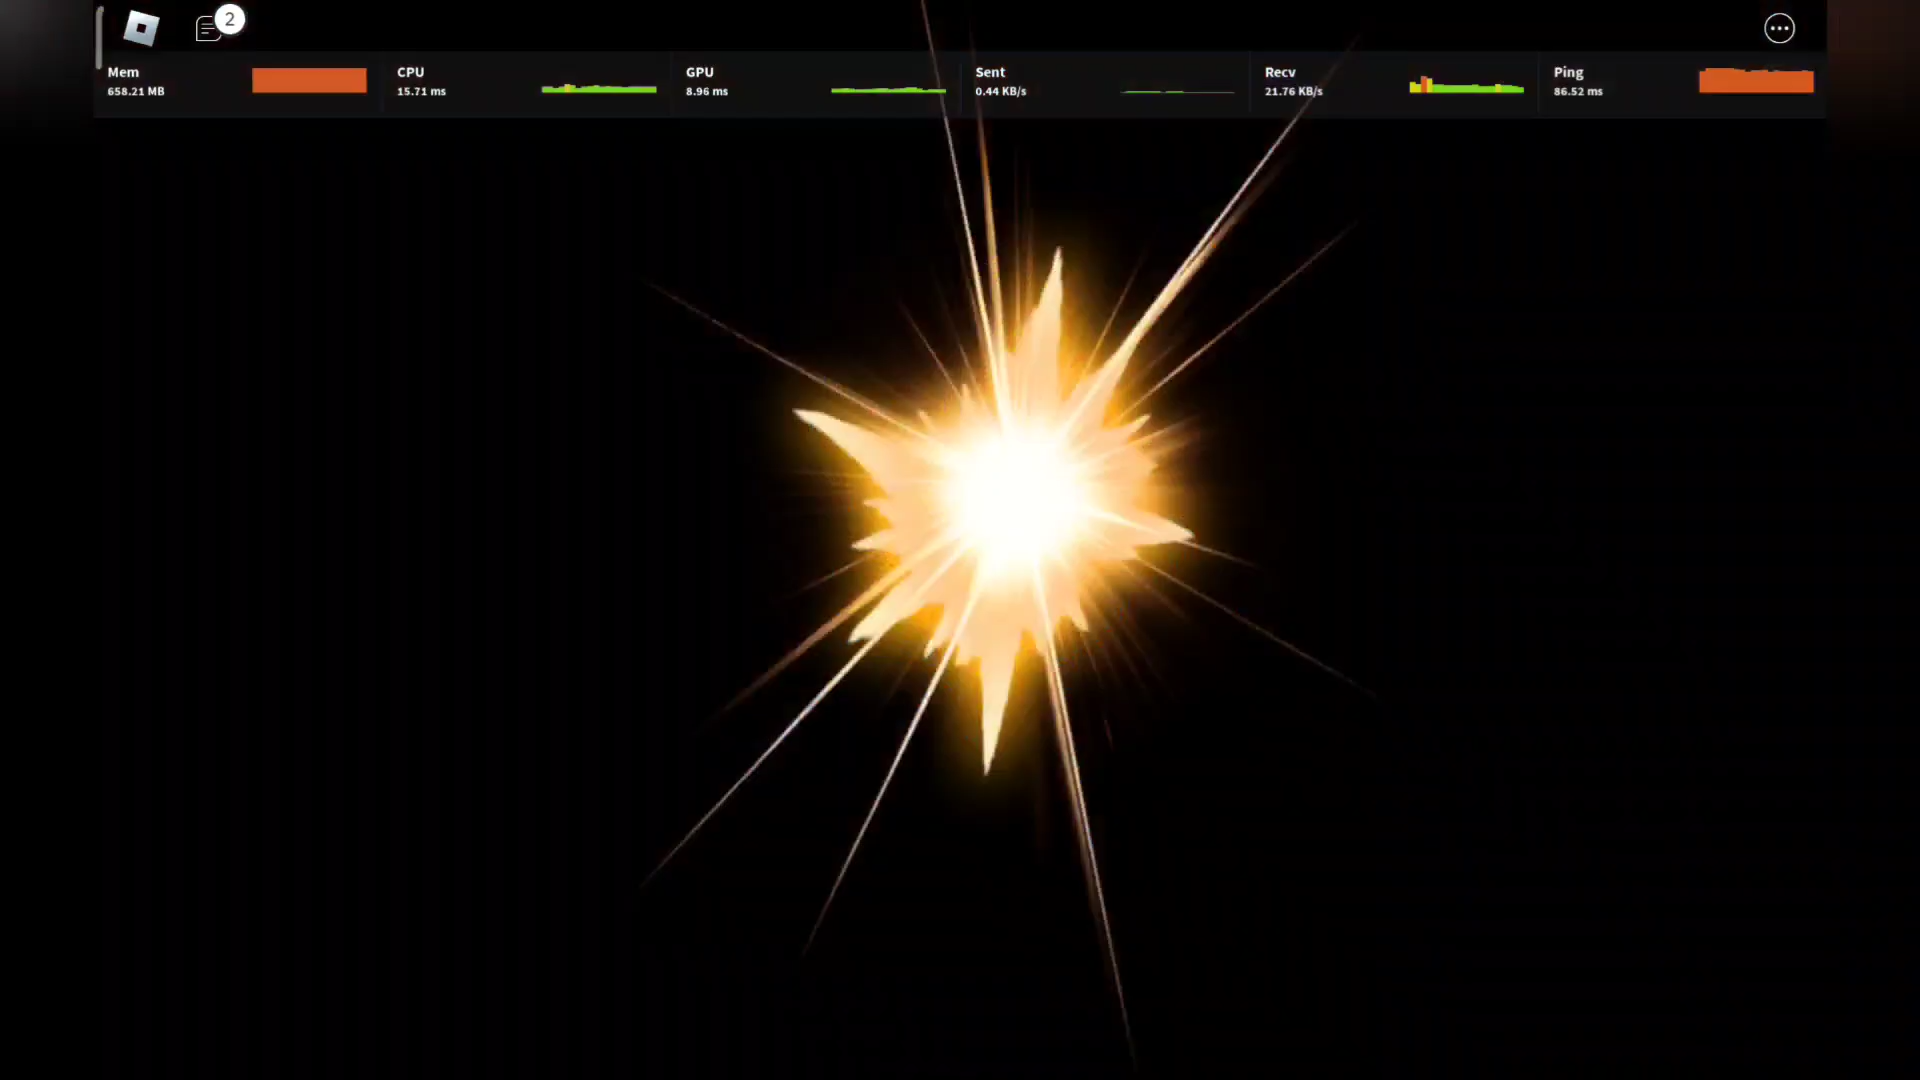 2
Mem
658.21 MB
CPU
15.71 ms
GPU
8.96 ms
Sent
0.44 KB/s
Recv
21.76 KB/s
Ping
86.52 ms